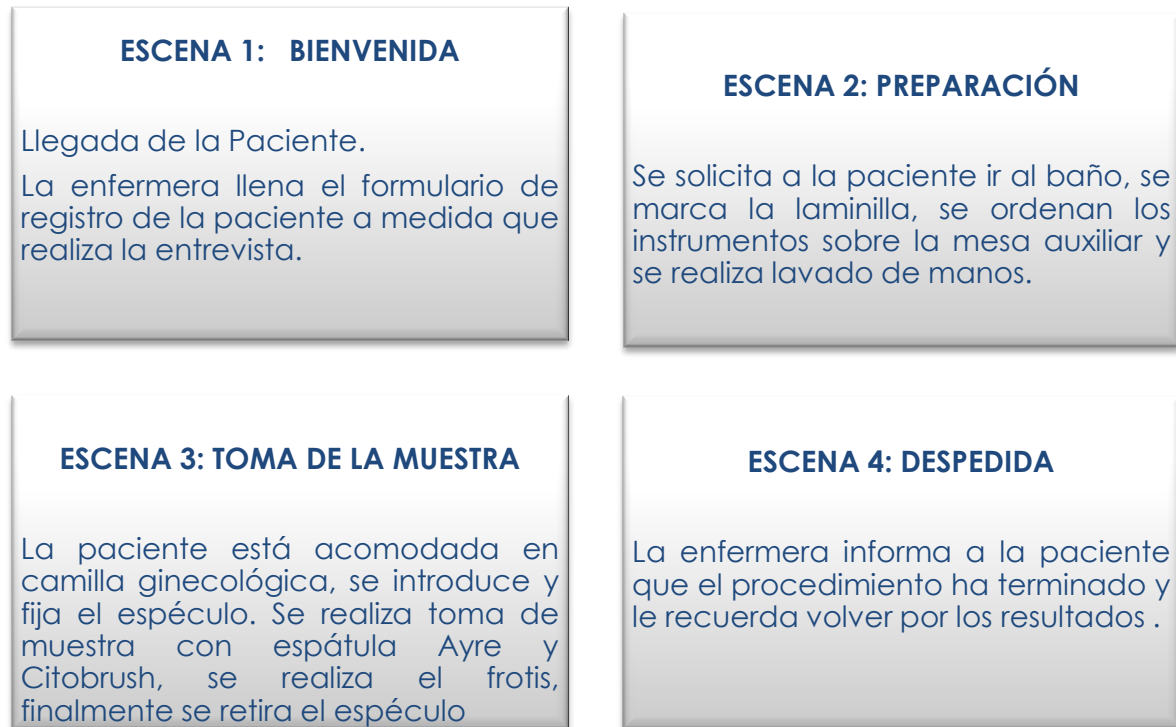 ESCENA 1: BIENVENIDA
Llegada de la Paciente.
La enfermera llena el formulario de
registro de la paciente a medida que
realiza la entrevista.
ESCENA 2: PREPARACIÓN
Se solicita a la paciente ir al baño, se
marca la laminilla, se ordenan los
instrumentos sobre la mesa auxiliar y
se realiza lavado de manos.
ESCENA 3: TOMA DE LA MUESTRA
La paciente está acomodada en
camilla ginecológica, se introduce y
fija el espéculo. Se realiza toma de
muestra con espátula Ayre y
Citobrush, se realiza el frotis,
finalmente se retira el espéculo
ESCENA 4: DESPEDIDA
La enfermera informa a la paciente
que el procedimiento ha terminado y
le recuerda volver por los resultados .